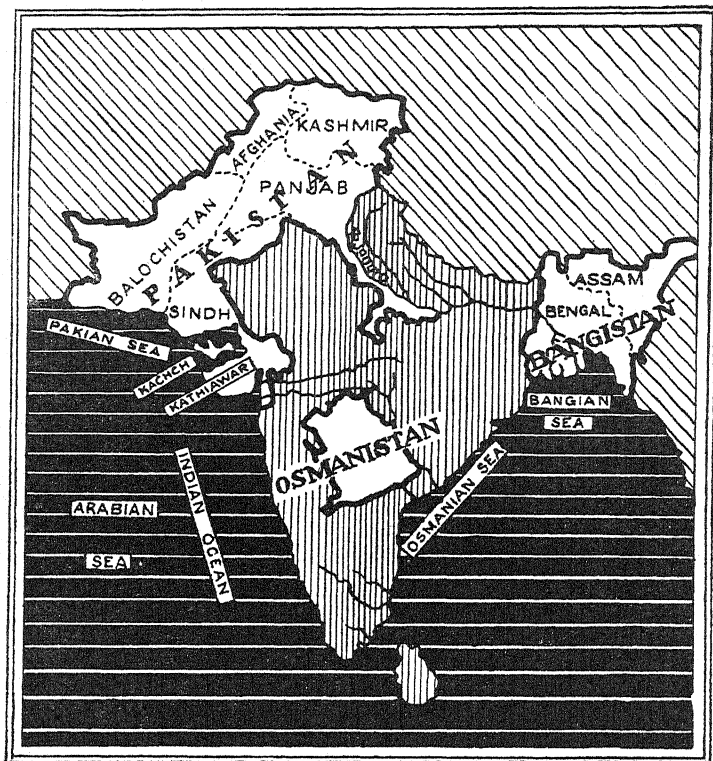 KASHMIR
AFGHANIA
PANJAB
PAKISTAN
BALOCHISTAN
SINDH
ASSAM
BENGAL
BANGISTAN
PAKIAN SEA
KACHCH
KATHIAWAR
BANGIAN
SEA
OSMANISTAN
OSMANIAN SEA
INDIAN OCEAN
ARABIAN
SEA